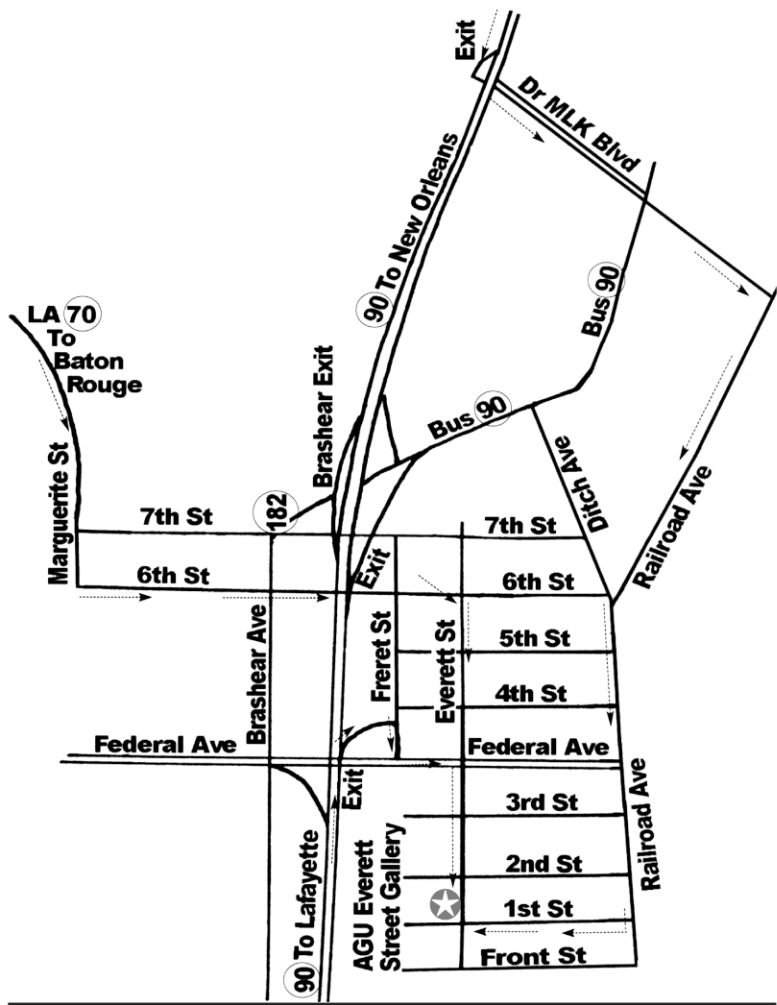 Exit
Dr MLK Blvd
90 To New Orleans
Bus 90
LA 70
To
Baton
Rouge
Brashear Exit
Bus 90
Ditch Ave
Railroad Ave
Marguerite St
7th St
182
7th St
Exit
6th St
6th St
Brashear Ave
Freret St
Everett St
5th St
4th St
Federal Ave
Federal Ave
Exit
Railroad Ave
3rd St
2nd St
90 To Lafayette
AGU Everett
Street Gallery
1st St
Front St